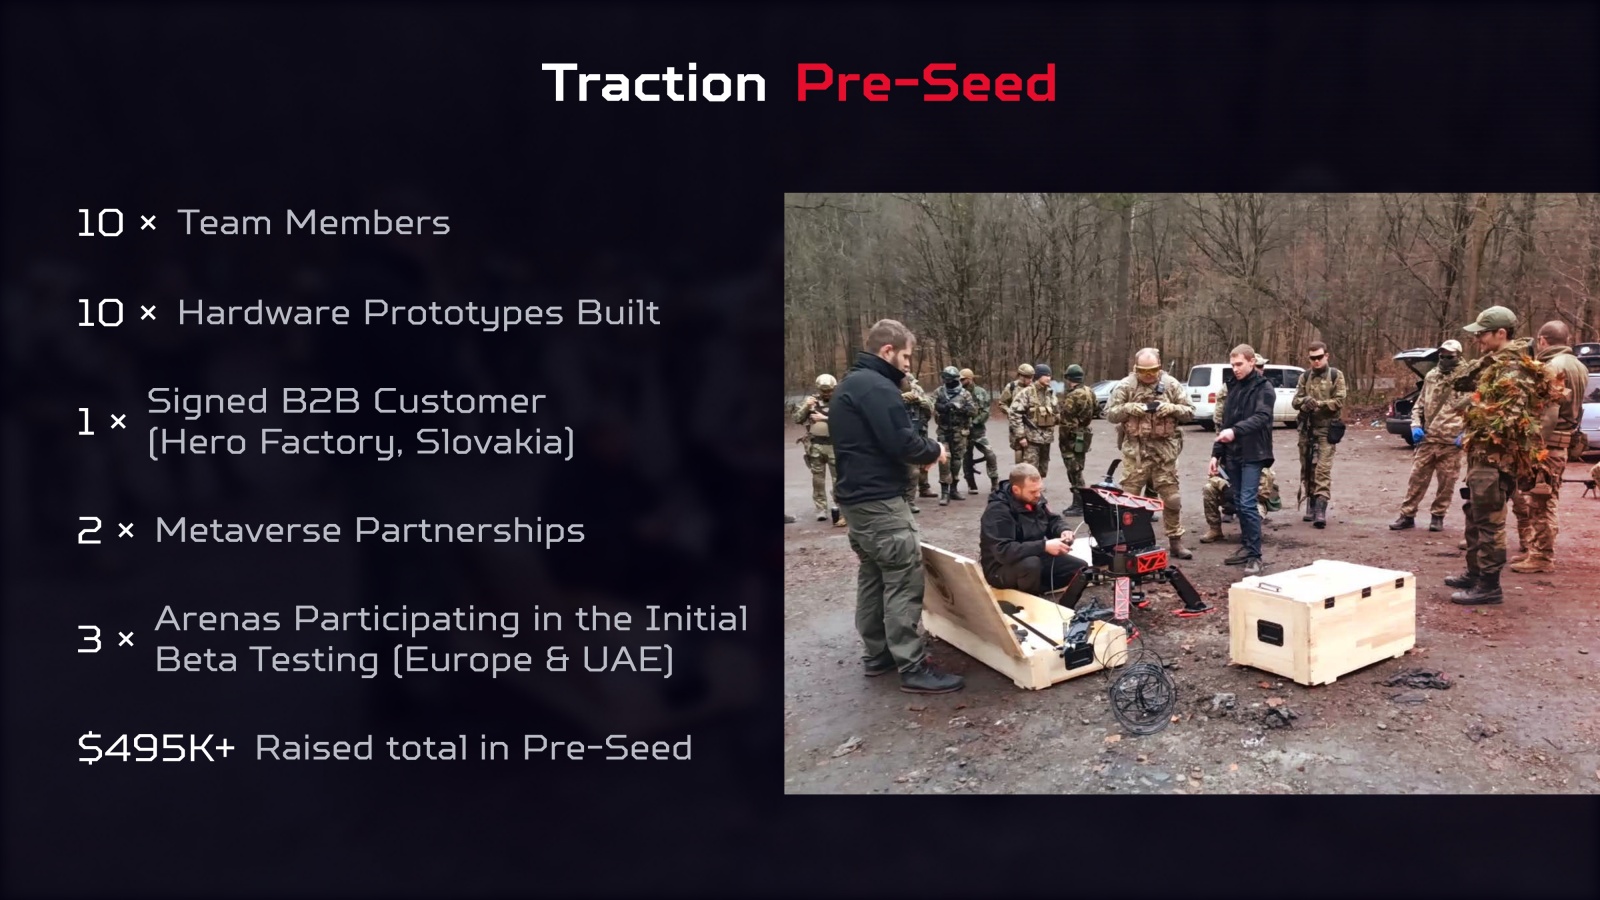 Traction Pre-Seed
10 × Team Members
10 × Hardware Prototypes Built
1 × Signed B2B Customer
(Hero Factory, Slovakia)
2 × Metaverse Partnerships
3 × Arenas Participating in the Initial
Beta Testing (Europe & UAE)
$495K+ Raised total in Pre-Seed